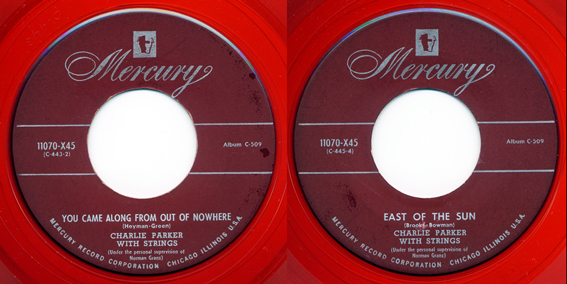 Mercury
11070-X45
(C-443-2)
Album C-509
YOU CAME ALONG FROM OUT OF NOWHERE
(Heyman-Green)
CHARLIE PARKER
WITH STRINGS
(Under the personal supervision of
Norman Granz)
MERCURY RECORD CORPORATION CHICAGO ILLINOIS U.S.A.
Mercury
11070-X45
(C-445-4)
Album C-509
EAST OF THE SUN
(Brooks-Bowman)
CHARLIE PARKER
WITH STRINGS
(Under the personal supervision of
Norman Granz)
MERCURY RECORD CORPORATION CHICAGO ILLINOIS U.S.A.